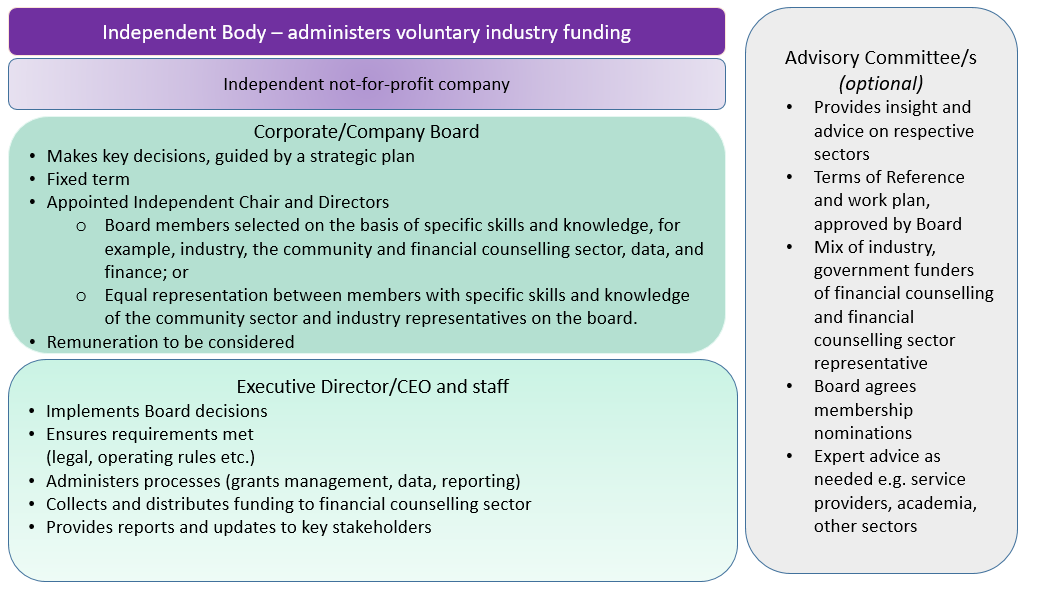 Independent Body – administers voluntary industry funding
Independent not-for-profit company
Corporate/Company Board
• Makes key decisions, guided by a strategic plan
• Fixed term
• Appointed Independent Chair and Directors
o Board members selected on the basis of specific skills and knowledge, for
example, industry, the community and financial counselling sector, data, and
finance; or
o Equal representation between members with specific skills and knowledge
of the community sector and industry representatives on the board.
• Remuneration to be considered
Executive Director/CEO and staff
• Implements Board decisions
• Ensures requirements met
(legal, operating rules etc.)
• Administers processes (grants management, data, reporting)
• Collects and distributes funding to financial counselling sector
• Provides reports and updates to key stakeholders
Advisory Committee/s
(optional)
• Provides insight and
advice on respective
sectors
• Terms of Reference
and work plan,
approved by Board
• Mix of industry,
government funders
of financial counselling
and financial
counselling sector
representative
• Board agrees
membership
nominations
• Expert advice as
needed e.g. service
providers, academia,
other sectors